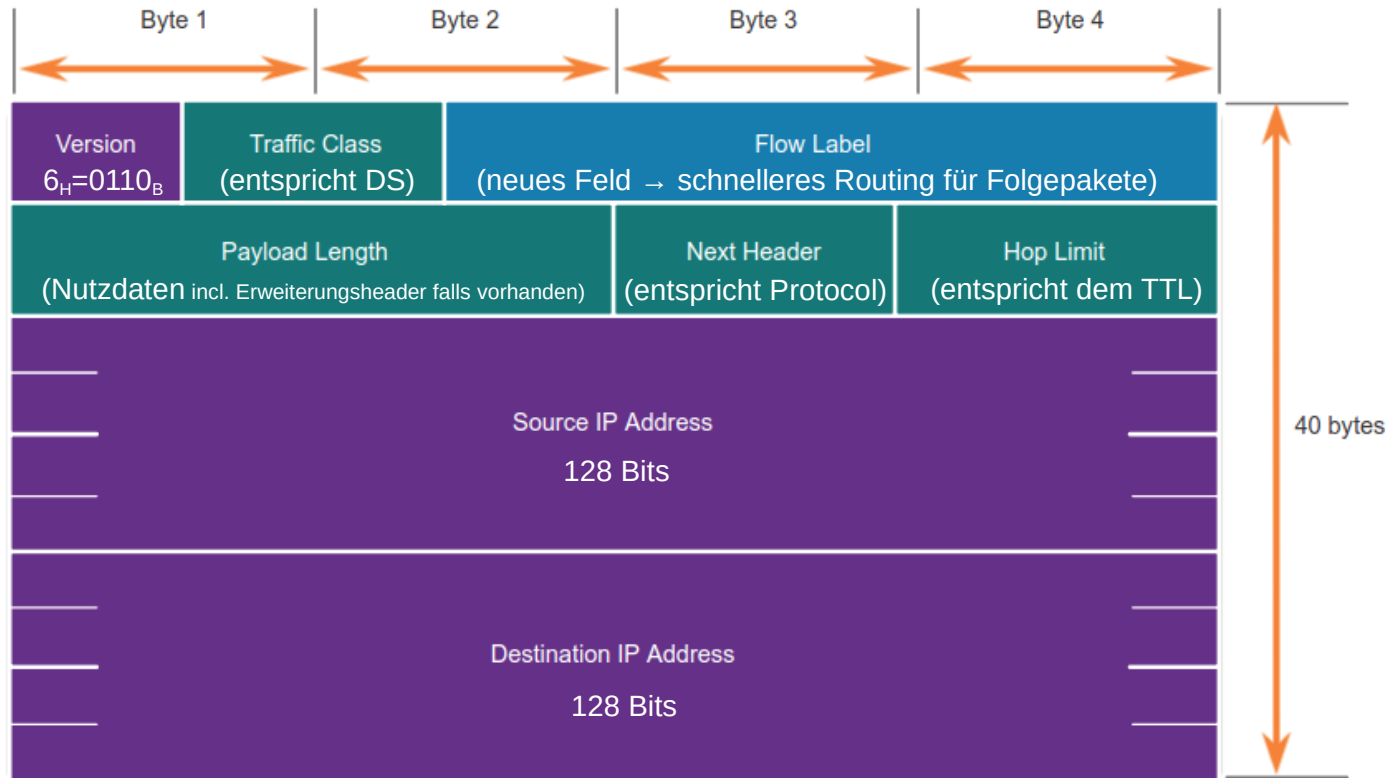 Byte 1
Byte 2
Byte 3
Byte 4
Version
6H=0110B
Traffic Class
(entspricht DS)
Flow Label
(neues Feld → schnelleres Routing für Folgepakete)
Payload Length
(Nutzdaten incl. Erweiterungsheader falls vorhanden)
Next Header
(entspricht Protocol)
Hop Limit
(entspricht dem TTL)
Source IP Address
128 Bits
40 bytes
Destination IP Address
128 Bits